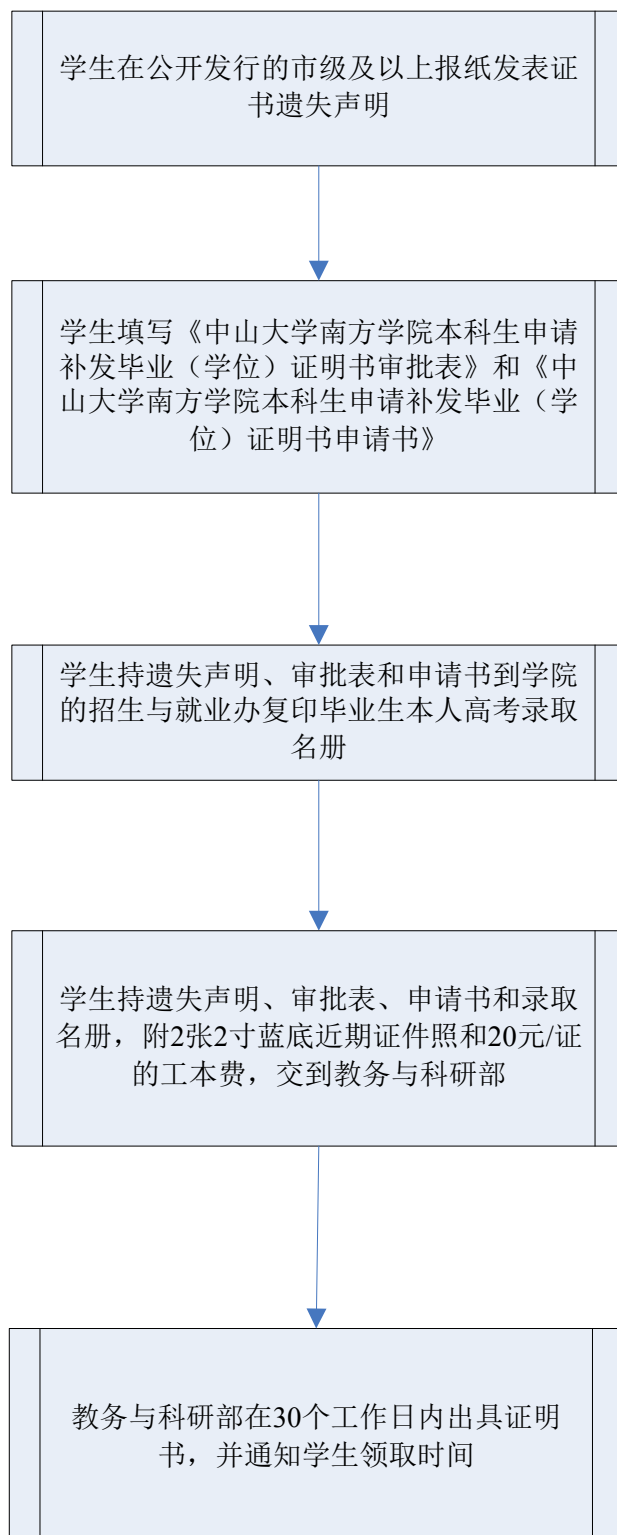 学生在公开发行的市级及以上报纸发表证
书遗失声明
学生填写《中山大学南方学院本科生申请
补发毕业（学位）证明书审批表》和《中
山大学南方学院本科生申请补发毕业（学
位）证明书申请书》
学生持遗失声明、审批表和申请书到学院
的招生与就业办复印毕业生本人高考录取
名册
学生持遗失声明、审批表、申请书和录取
名册，附2张2寸蓝底近期证件照和20元/证
的工本费，交到教务与科研部
教务与科研部在30个工作日内出具证明
书，并通知学生领取时间